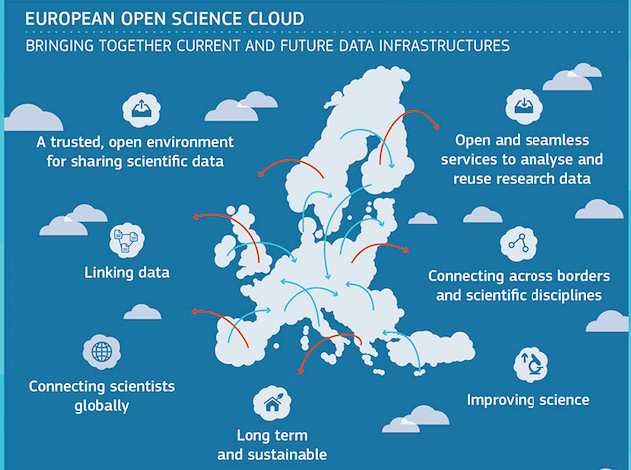 EUROPEAN OPEN SCIENCE CLOUD
BRINGING TOGETHER CURRENT AND FUTURE DATA INFRASTRUCTURES
A trusted, open environment
for sharing scientific data
Open and seamless
services to analyse and
reuse research data
Linking data
Connecting across borders
and scientific disciplines
Connecting scientists
globally
Improving science
Long term
and sustainable